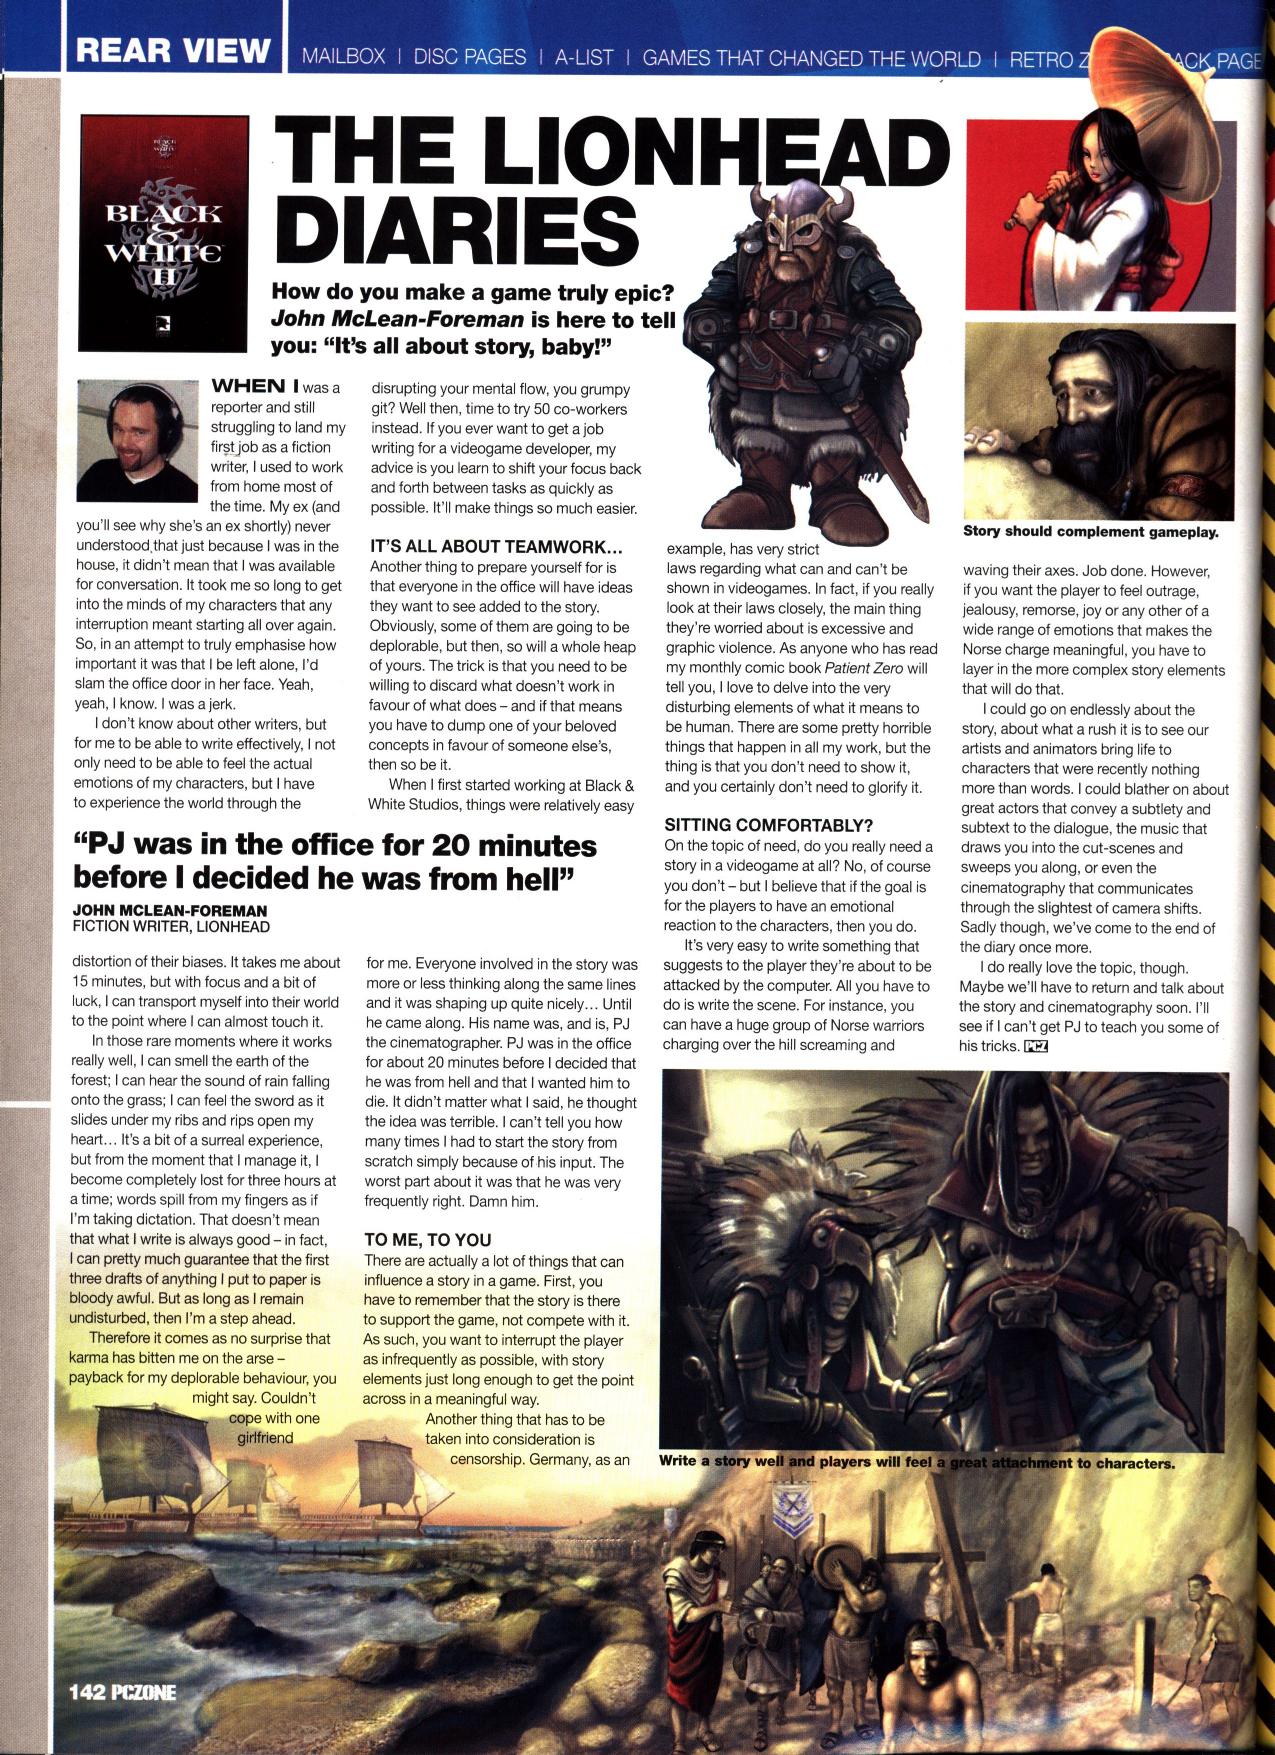 REAR VIEW
MAILBOX | DISC PAGES | A-LIST | GAMES THAT CHANGED THE WORLD | RETRO Z ACK PAGE
BLACK
&
WHITE
II
THE LIONHEAD
DIARIES
How do you make a game truly epic?
John McLean-Foreman is here to tell
you: “It’s all about story, baby!”
WHEN I was a
reporter and still
struggling to land my
first job as a fiction
writer, I used to work
from home most of
the time. My ex (and
you’ll see why she’s an ex shortly) never
understood that just because I was in the
house, it didn’t mean that I was available
for conversation. It took me so long to get
into the minds of my characters that any
interruption meant starting all over again.
So, in an attempt to truly emphasise how
important it was that I be left alone, I’d
slam the office door in her face. Yeah,
yeah, I know. I was a jerk.
I don’t know about other writers, but
for me to be able to write effectively, I not
only need to be able to feel the actual
emotions of my characters, but I have
to experience the world through the
“PJ was in the office for 20 minutes
before I decided he was from hell”
JOHN MCLEAN-FOREMAN
FICTION WRITER, LIONHEAD
distortion of their biases. It takes me about
15 minutes, but with focus and a bit of
luck, I can transport myself into their world
to the point where I can almost touch it.
In those rare moments where it works
really well, I can smell the earth of the
forest; I can hear the sound of rain falling
onto the grass; I can feel the sword as it
slides under my ribs and rips open my
heart... It’s a bit of a surreal experience,
but from the moment that I manage it, I
become completely lost for three hours at
a time; words spill from my fingers as if
I’m taking dictation. That doesn’t mean
that what I write is always good – in fact,
I can pretty much guarantee that the first
three drafts of anything I put to paper is
bloody awful. But as long as I remain
undisturbed, then I’m a step ahead.
Therefore it comes as no surprise that
karma has bitten me on the arse –
payback for my deplorable behaviour, you
might say. Couldn’t
cope with one
girlfriend
disrupting your mental flow, you grumpy
git? Well then, time to try 50 co-workers
instead. If you ever want to get a job
writing for a videogame developer, my
advice is you learn to shift your focus back
and forth between tasks as quickly as
possible. It’ll make things so much easier.
IT’S ALL ABOUT TEAMWORK...
Another thing to prepare yourself for is
that everyone in the office will have ideas
they want to see added to the story.
Obviously, some of them are going to be
deplorable, but then, so will a whole heap
of yours. The trick is that you need to be
willing to discard what doesn’t work in
favour of what does – and if that means
you have to dump one of your beloved
concepts in favour of someone else’s,
then so be it.
When I first started working at Black &
White Studios, things were relatively easy
for me. Everyone involved in the story was
more or less thinking along the same lines
and it was shaping up quite nicely... Until
he came along. His name was, and is, PJ
the cinematographer. PJ was in the office
for about 20 minutes before I decided that
he was from hell and that I wanted him to
die. It didn’t matter what I said, he thought
the idea was terrible. I can’t tell you how
many times I had to start the story from
scratch simply because of his input. The
worst part about it was that he was very
frequently right. Damn him.
TO ME, TO YOU
There are actually a lot of things that can
influence a story in a game. First, you
have to remember that the story is there
to support the game, not compete with it.
As such, you want to interrupt the player
as infrequently as possible, with story
elements just long enough to get the point
across in a meaningful way.
Another thing that has to be
taken into consideration is
censorship. Germany, as an
example, has very strict
laws regarding what can and can’t be
shown in videogames. In fact, if you really
look at their laws closely, the main thing
they’re worried about is excessive and
graphic violence. As anyone who has read
my monthly comic book Patient Zero will
tell you, I love to delve into the very
disturbing elements of what it means to
be human. There are some pretty horrible
things that happen in all my work, but the
thing is that you don’t need to show it,
and you certainly don’t need to glorify it.
SITTING COMFORTABLY?
On the topic of need, do you really need a
story in a videogame at all? No, of course
you don’t – but I believe that if the goal is
for the players to have an emotional
reaction to the characters, then you do.
It’s very easy to write something that
suggests to the player they’re about to be
attacked by the computer. All you have to
do is write the scene. For instance, you
can have a huge group of Norse warriors
charging over the hill screaming and
Story should complement gameplay.
waving their axes. Job done. However,
if you want the player to feel outrage,
jealousy, remorse, joy or any other of a
wide range of emotions that makes the
Norse charge meaningful, you have to
layer in the more complex story elements
that will do that.
I could go on endlessly about the
story, about what a rush it is to see our
artists and animators bring life to
characters that were recently nothing
more than words. I could blather on about
great actors that convey a subtlety and
subtext to the dialogue, the music that
draws you into the cut-scenes and
sweeps you along, or even the
cinematography that communicates
through the slightest of camera shifts.
Sadly though, we’ve come to the end of
the diary once more.
I do really love the topic, though.
Maybe we’ll have to return and talk about
the story and cinematography soon. I’ll
see if I can’t get PJ to teach you some of
his tricks. PCZ
Write a story well and players will feel a great attachment to characters.
142 PCZONE